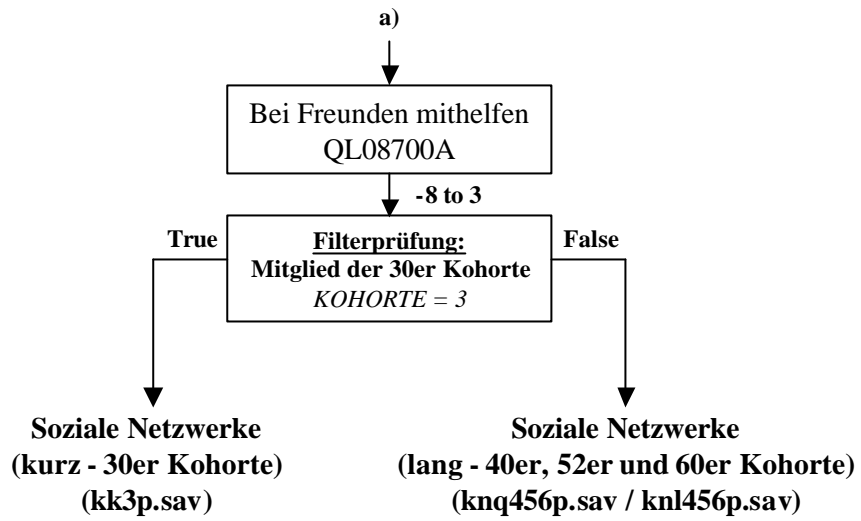 a)
Bei Freunden mithelfen
QL08700A
-8 to 3
True
Filterprüfung:
Mitglied der 30er Kohorte
KOHORTE = 3
False
Soziale Netzwerke
(kurz - 30er Kohorte)
(kk3p.sav)
Soziale Netzwerke
(lang - 40er, 52er und 60er Kohorte)
(knq456p.sav / knl456p.sav)